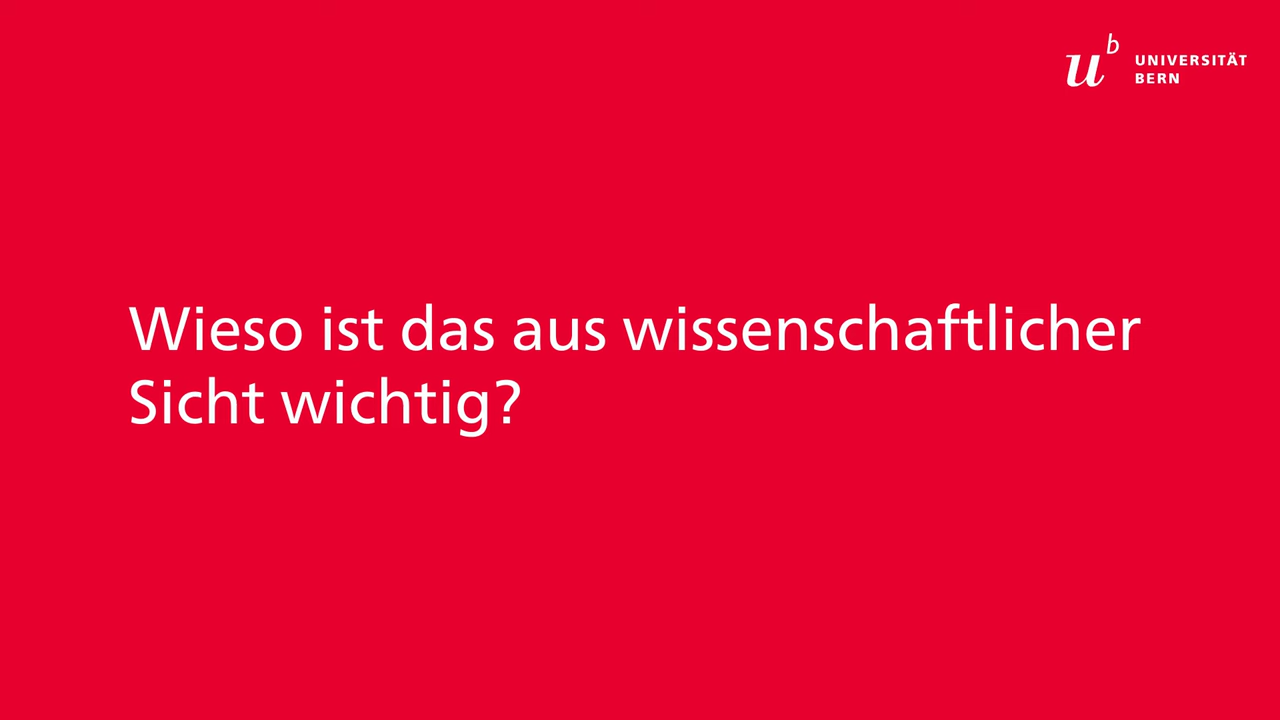 u
b
UNIVERSITÄT
BERN
Wieso ist das aus wissenschaftlicher
Sicht wichtig?